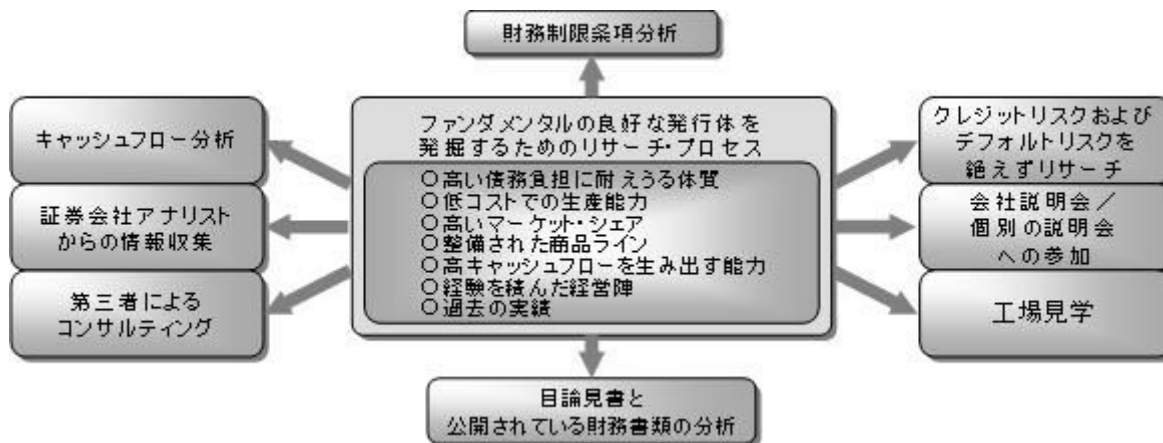 財務制限条項分析
キャッシュフロー分析
証券会社アナリスト
からの情報収集
第三者による
コンサルティング
ファンダメンタルの良好な発行体を
発掘するためのリサーチ・プロセス
○高い債務負担に耐えうる体質
○低コストでの生産能力
○高いマーケット・シェア
○整備された商品ライン
○高キャッシュフローを生み出す能力
○経験を積んだ経営陣
○過去の実績
クレジットリスクおよび
デフォルトリスクを
絶えずリサーチ
会社説明会／
個別の説明会
への参加
工場見学
目論見書と
公開されている財務書類の分析